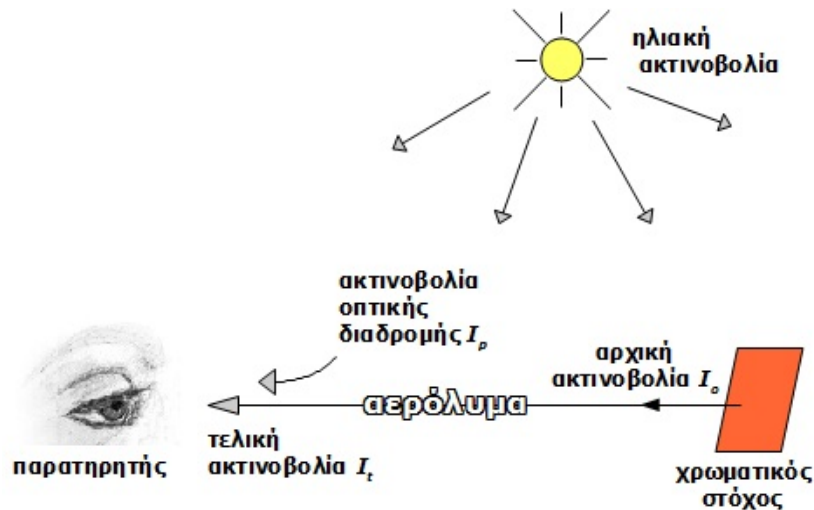 ηλιακή
ακτινοβολία
ακτινοβολία
οπτικής
διαδρομής I_p
αρχική
ακτινοβολία I_o
αερόλυμα
τελική
ακτινοβολία I_t
παρατηρητής
χρωματικός
στόχος